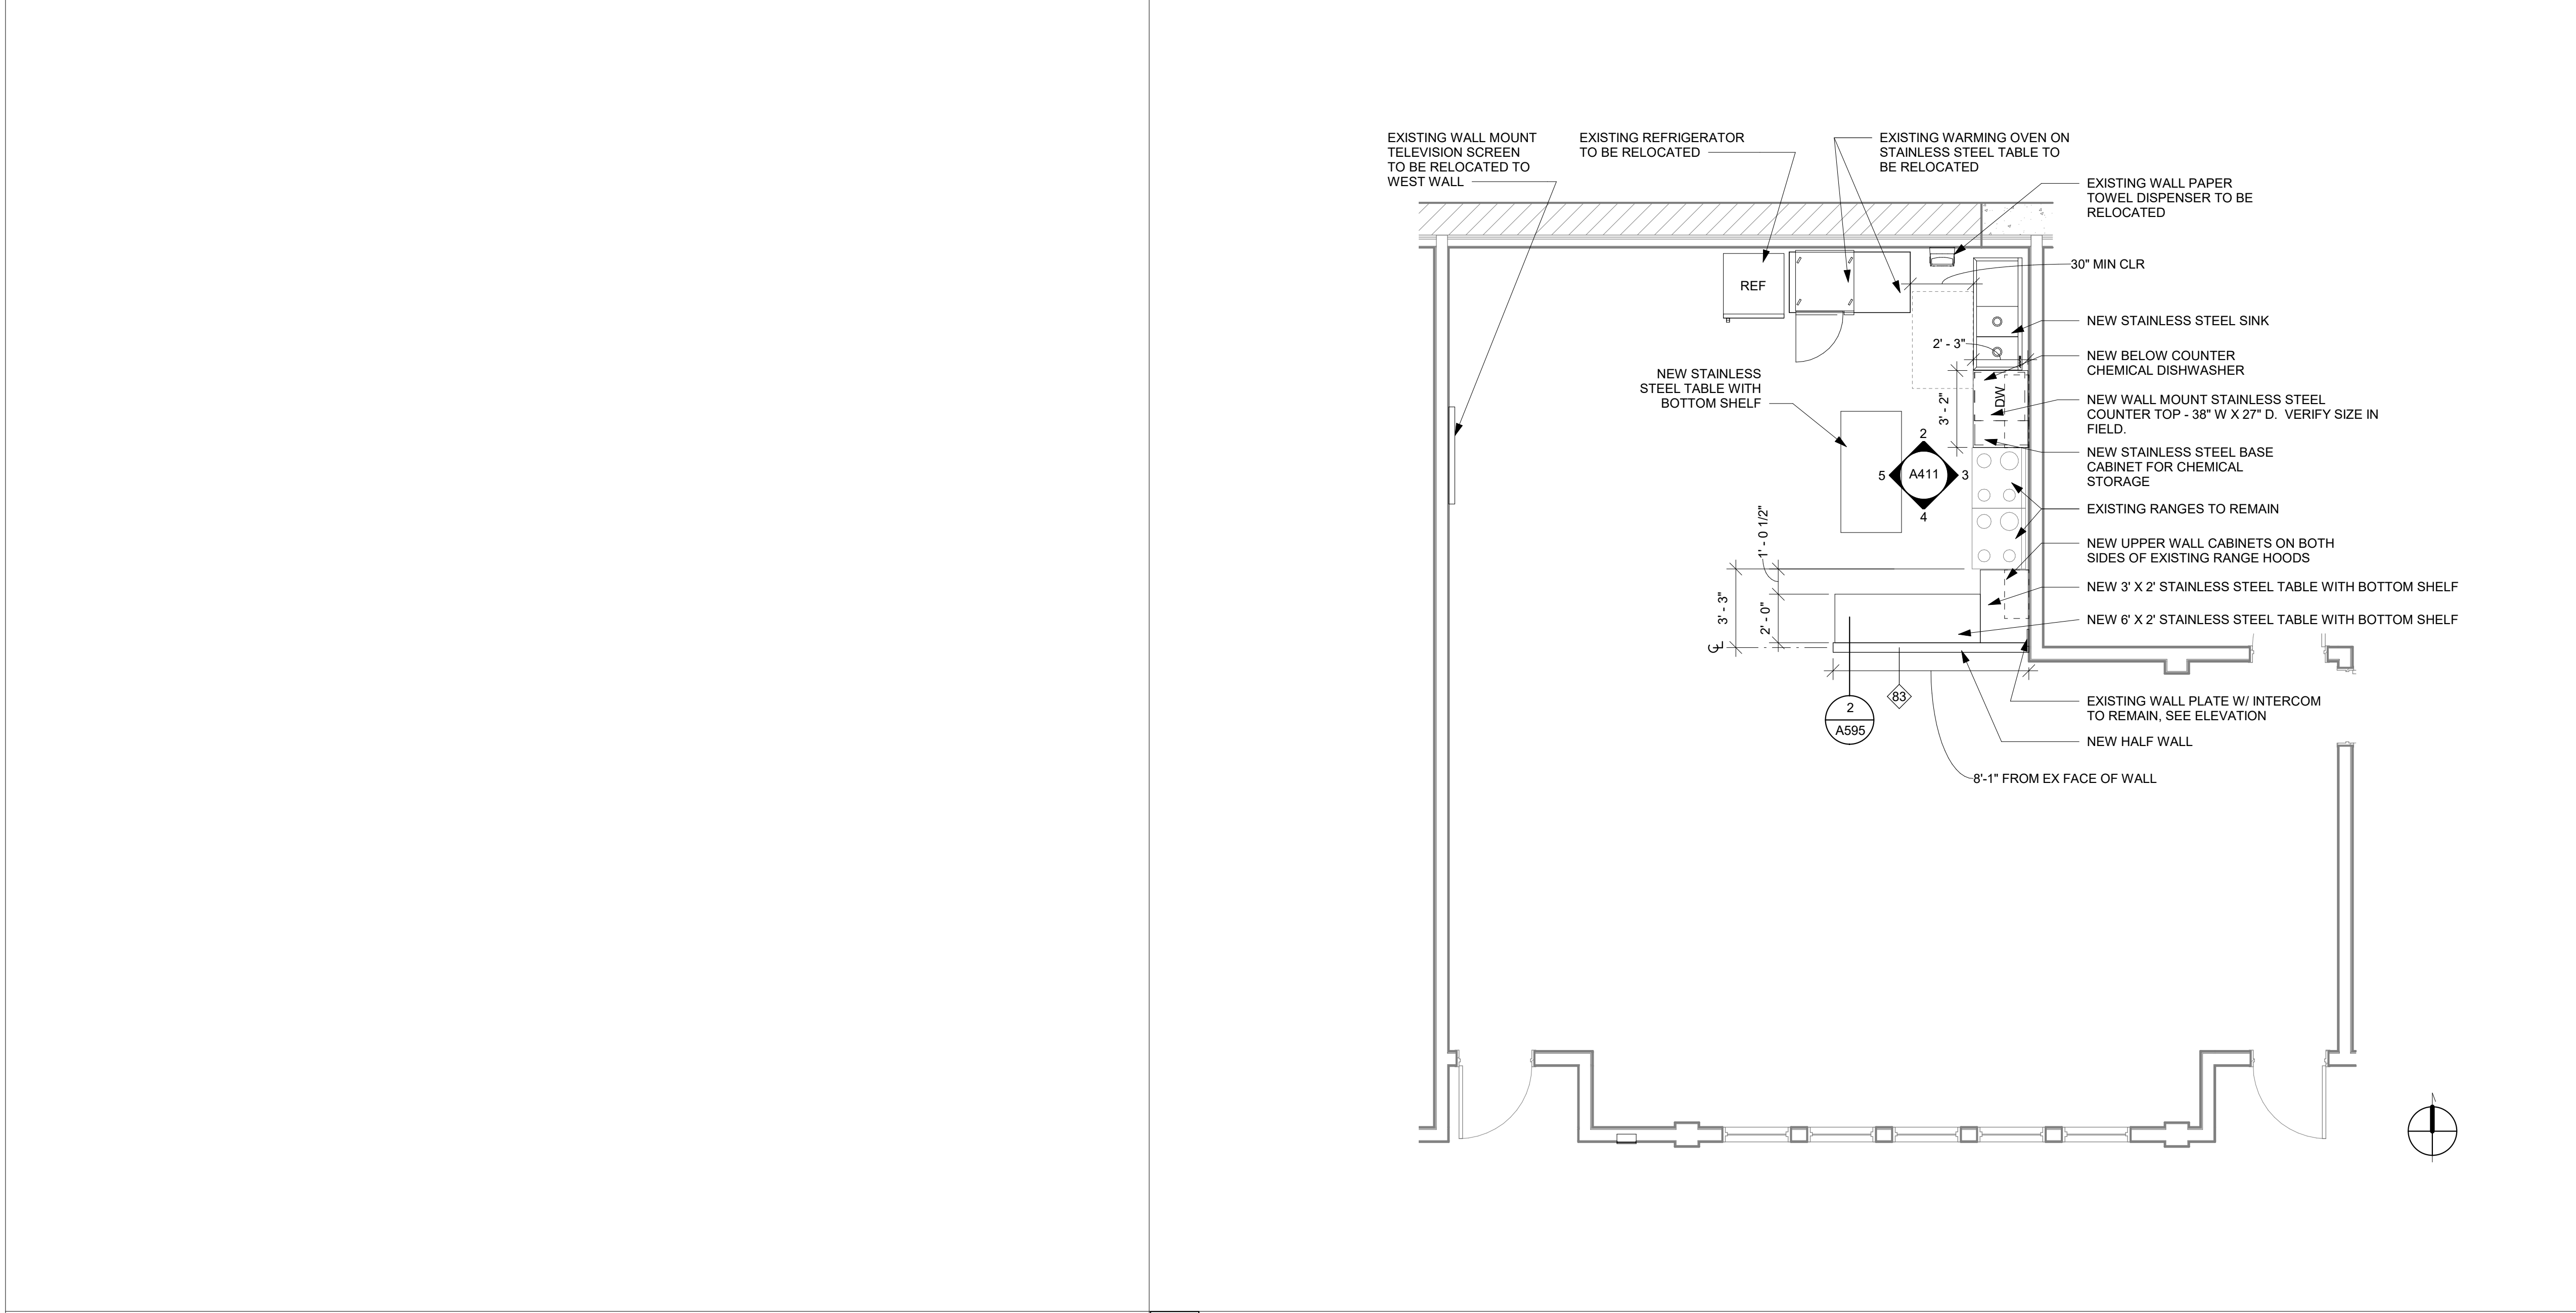 EXISTING WALL MOUNT
TELEVISION SCREEN
TO BE RELOCATED TO
WEST WALL
EXISTING REFRIGERATOR
TO BE RELOCATED
EXISTING WARMING OVEN ON
STAINLESS STEEL TABLE TO
BE RELOCATED
EXISTING WALL PAPER
TOWEL DISPENSER TO BE
RELOCATED
30" MIN CLR
REF
NEW STAINLESS STEEL SINK
2' - 3"
NEW BELOW COUNTER
CHEMICAL DISHWASHER
NEW STAINLESS
STEEL TABLE WITH
BOTTOM SHELF
DW
3' - 2"
NEW WALL MOUNT STAINLESS STEEL
COUNTER TOP - 38" W X 27" D. VERIFY SIZE IN
FIELD.
2
5
A411
3
4
NEW STAINLESS STEEL BASE
CABINET FOR CHEMICAL
STORAGE
EXISTING RANGES TO REMAIN
1' - 0 1/2"
NEW UPPER WALL CABINETS ON BOTH
SIDES OF EXISTING RANGE HOODS
NEW 3' X 2' STAINLESS STEEL TABLE WITH BOTTOM SHELF
3' - 3"
2' - 0"
NEW 6' X 2' STAINLESS STEEL TABLE WITH BOTTOM SHELF
CL
83
2
A595
EXISTING WALL PLATE W/ INTERCOM
TO REMAIN, SEE ELEVATION
NEW HALF WALL
8'-1" FROM EX FACE OF WALL
N